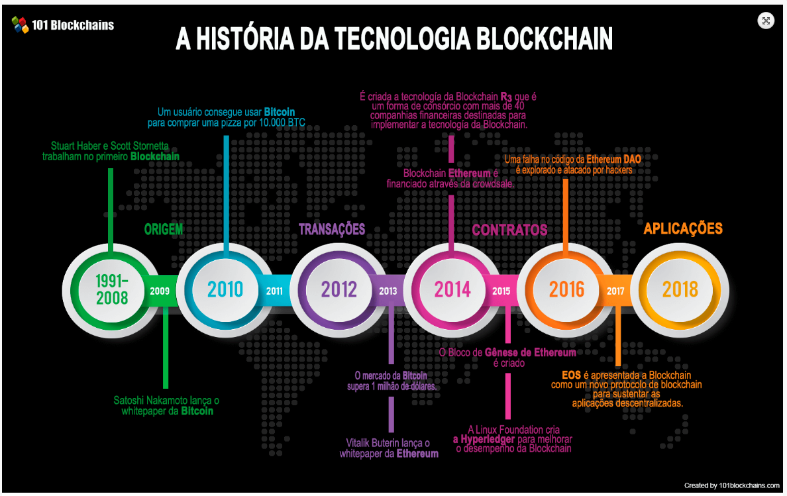 101 Blockchains
A HISTÓRIA DA TECNOLOGIA BLOCKCHAIN
É criada a tecnologia da Blockchain R3 que é
um forma de consórcio com mais de 40
companhias financeiras destinadas para
implementar a tecnologia da Blockchain.
Um usuário consegue usar Bitcoin
para comprar uma pizza por 10.000 BTC
Stuart Haber e Scott Stornetta
trabalham no primeiro Blockchain
Blockchain Ethereum é
financiado através da crowdsale
Uma falha no código da Ethereum DAO
é explorado e atacado por hackers
ORIGEM
TRANSAÇÕES
CONTRATOS
APLICAÇÕES
1991-
2008
2009
2010
2011
2012
2013
2014
2015
2016
2017
2018
Satoshi Nakamoto lança o
whitepaper da Bitcoin
O mercado da Bitcoin
supera 1 milhão de dólares.
Vitalik Buterin lança o
whitepaper da Ethereum
O Bloco de Gênese de Ethereum
é criado
A Linux Foundation cria
a Hyperledger para melhorar
o desempenho da Blockchain
EOS é apresentada a Blockchain
como um novo protocolo de blockchain
para sustentar as
aplicações descentralizadas.
Created by 101blockchains.com